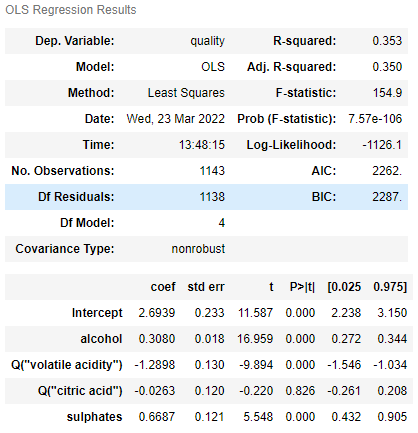 OLS Regression Results
Dep. Variable: quality R-squared: 0.353
Model: OLS Adj. R-squared: 0.350
Method: Least Squares F-statistic: 154.9
Date: Wed, 23 Mar 2022 Prob (F-statistic): 7.57e-106
Time: 13:48:15 Log-Likelihood: -1126.1
No. Observations: 1143 AIC: 2262.
Df Residuals: 1138 BIC: 2287.
Df Model: 4
Covariance Type: nonrobust
coef std err t P>|t| [0.025 0.975]
Intercept 2.6939 0.233 11.587 0.000 2.238 3.150
alcohol 0.3080 0.018 16.959 0.000 0.272 0.344
Q("volatile acidity") -1.2898 0.130 -9.894 0.000 -1.546 -1.034
Q("citric acid") -0.0263 0.120 -0.220 0.826 -0.261 0.208
sulphates 0.6687 0.121 5.548 0.000 0.432 0.905